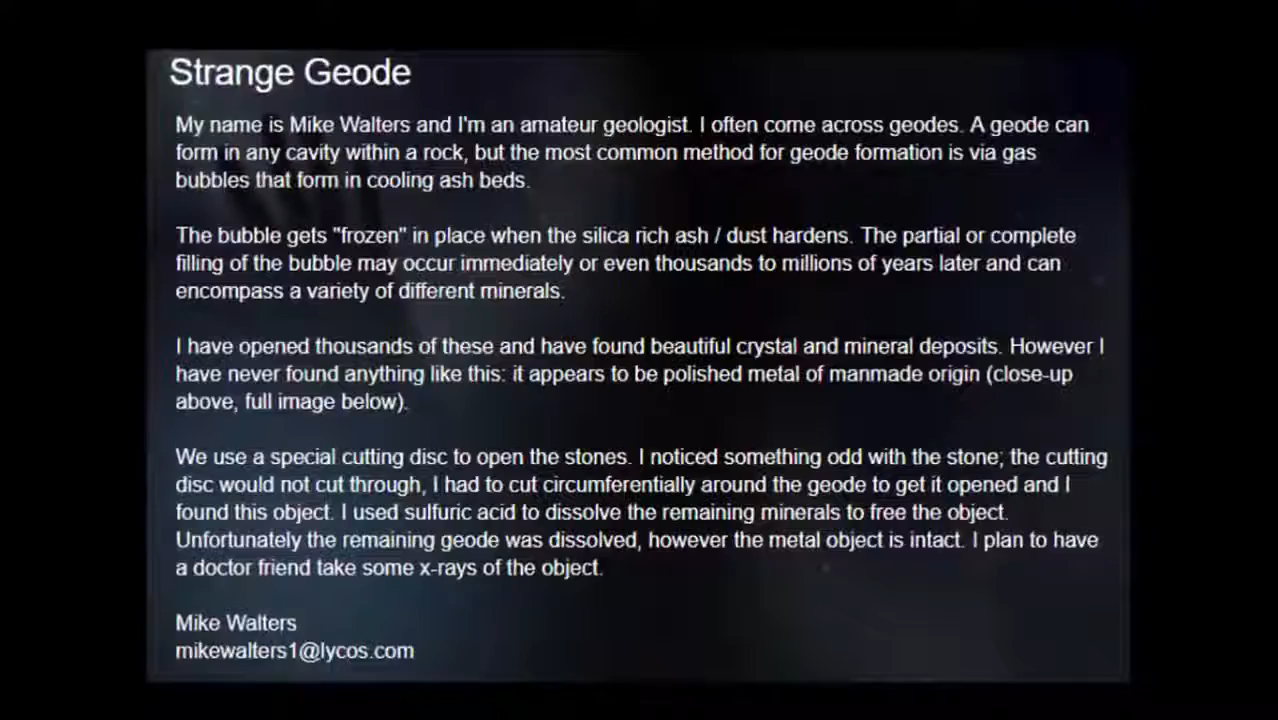 Strange Geode
My name is Mike Walters and I'm an amateur geologist. I often come across geodes. A geode can
form in any cavity within a rock, but the most common method for geode formation is via gas
bubbles that form in cooling ash beds.
The bubble gets "frozen" in place when the silica rich ash / dust hardens. The partial or complete
filling of the bubble may occur immediately or even thousands to millions of years later and can
encompass a variety of different minerals.
I have opened thousands of these and have found beautiful crystal and mineral deposits. However I
have never found anything like this: it appears to be polished metal of manmade origin (close-up
above, full image below).
We use a special cutting disc to open the stones. I noticed something odd with the stone; the cutting
disc would not cut through, I had to cut circumferentially around the geode to get it opened and I
found this object. I used sulfuric acid to dissolve the remaining minerals to free the object.
Unfortunately the remaining geode was dissolved, however the metal object is intact. I plan to have
a doctor friend take some x-rays of the object.
Mike Walters
mikewalters1@lycos.com